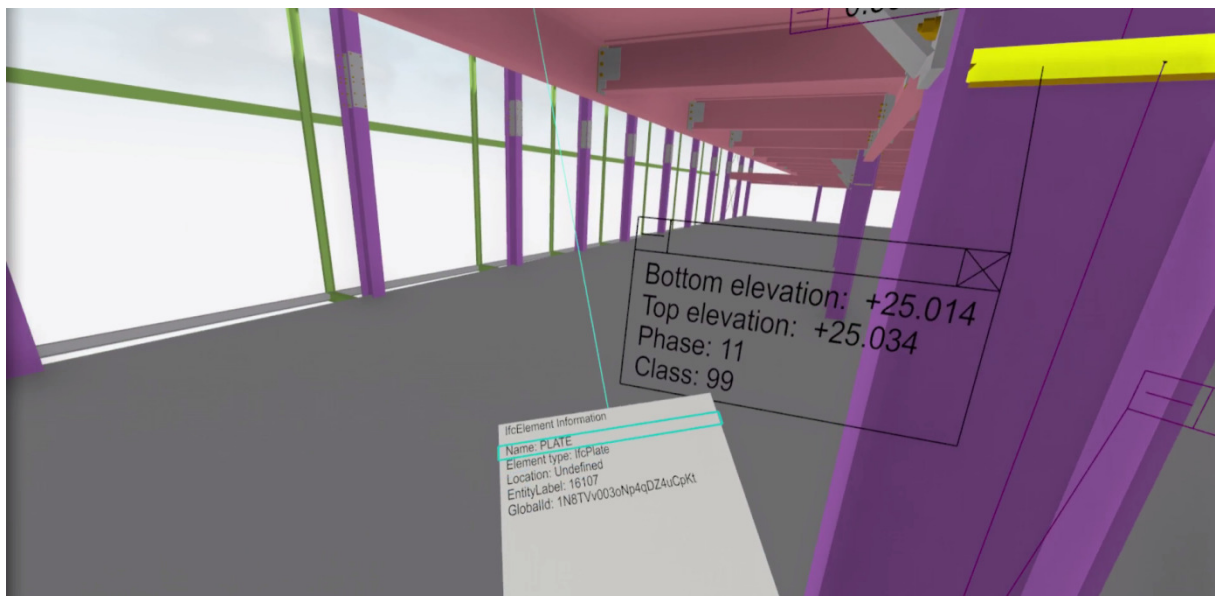 Bottom elevation: +25.014
Top elevation: +25.034
Phase: 11
Class: 99
IfcElement Information
Name: PLATE
Element type: IfcPlate
Location: Undefined
EntityLabel: 16107
GlobalId: 1N8TVv003oNp4qDZ4uCpKt